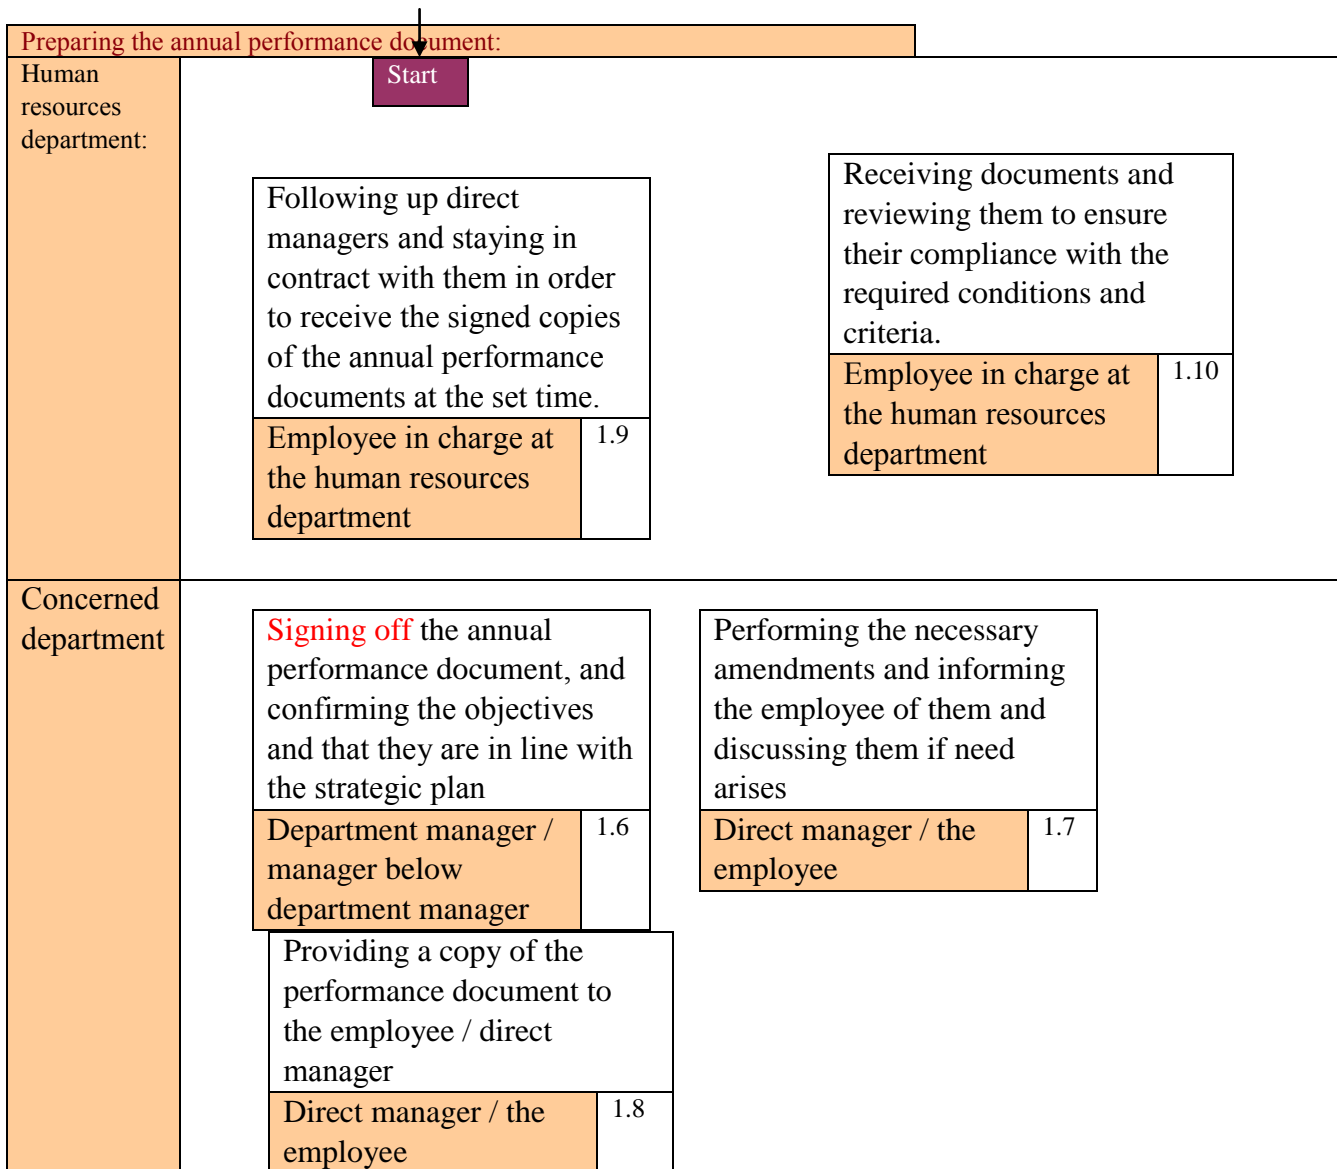 Preparing the annual performance document:
Human
resources
department:
Start
Following up direct
managers and staying in
contract with them in order
to receive the signed copies
of the annual performance
documents at the set time.
Employee in charge at
the human resources
department
1.9
Receiving documents and
reviewing them to ensure
their compliance with the
required conditions and
criteria.
Employee in charge at
the human resources
department
1.10
Concerned
department
Signing off the annual
performance document, and
confirming the objectives
and that they are in line with
the strategic plan
Department manager /
manager below
department manager
1.6
Performing the necessary
amendments and informing
the employee of them and
discussing them if need
arises
Direct manager / the
employee
1.7
Providing a copy of the
performance document to
the employee / direct
manager
Direct manager / the
employee
1.8